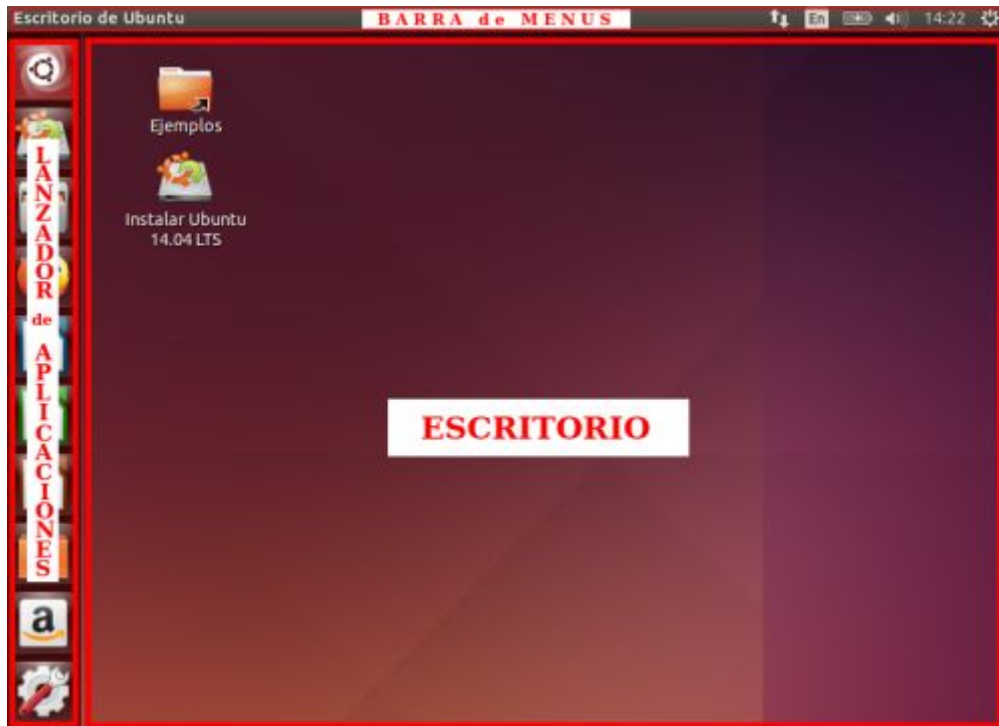 Escritorio de Ubuntu BARRA de MENUS En 14:22
Ejemplos
Instalar Ubuntu
14.04 LTS
LANZADOR de APLICACIONES
ESCRITORIO
a